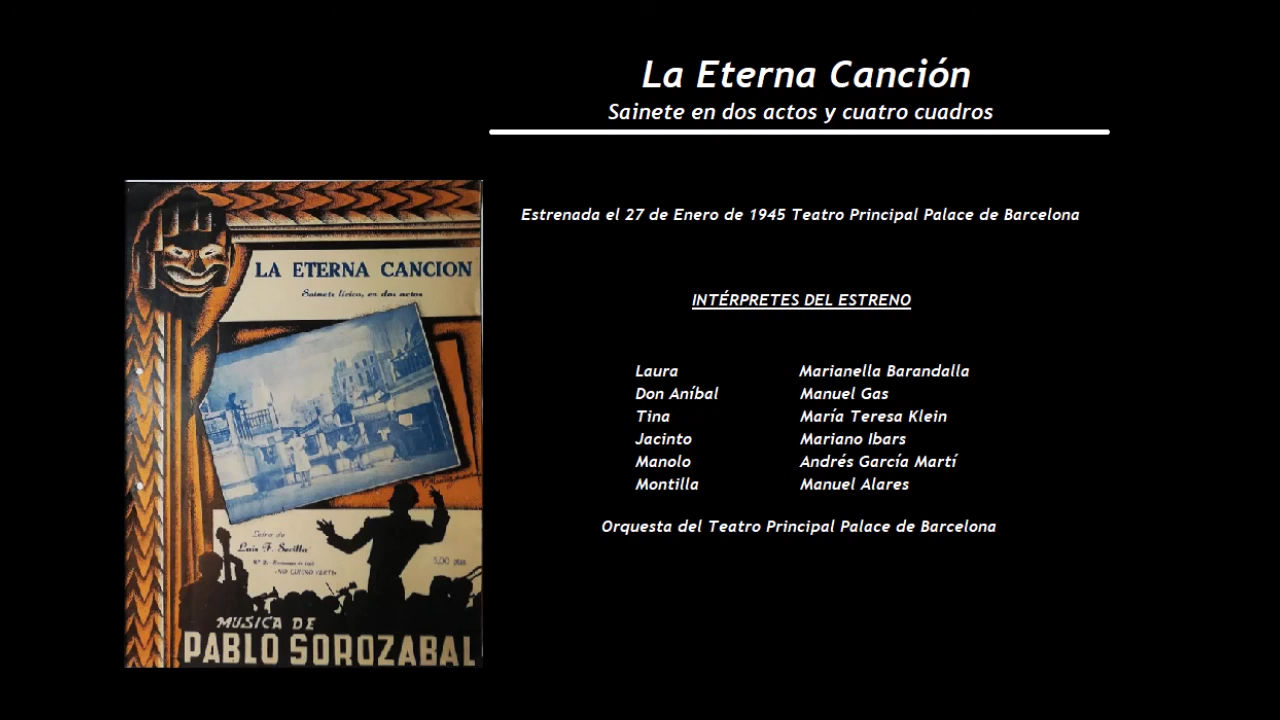 La Eterna Canción
Sainete en dos actos y cuatro cuadros
Estrenada el 27 de Enero de 1945 Teatro Principal Palace de Barcelona
INTÉRPRETES DEL ESTRENO
Laura Marianella Barandalla
Don Aníbal Manuel Gas
Tina María Teresa Klein
Jacinto Mariano Ibars
Manolo Andrés García Martí
Montilla Manuel Alares
Orquesta del Teatro Principal Palace de Barcelona
LA ETERNA CANCION
Sainete lírico, en dos actos
Letra de
Luis F. Sevilla
MUSICA DE
PABLO SOROZABAL